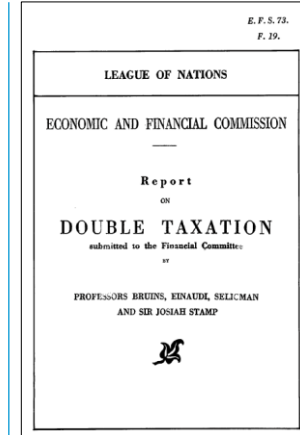 E. F. S. 73.
F. 19.
LEAGUE OF NATIONS
ECONOMIC AND FINANCIAL COMMISSION
Report
ON
DOUBLE TAXATION
submitted to the Financial Committee
BY
PROFESSORS BRUINS, EINAUDI, SELIGMAN
AND SIR JOSIAH STAMP